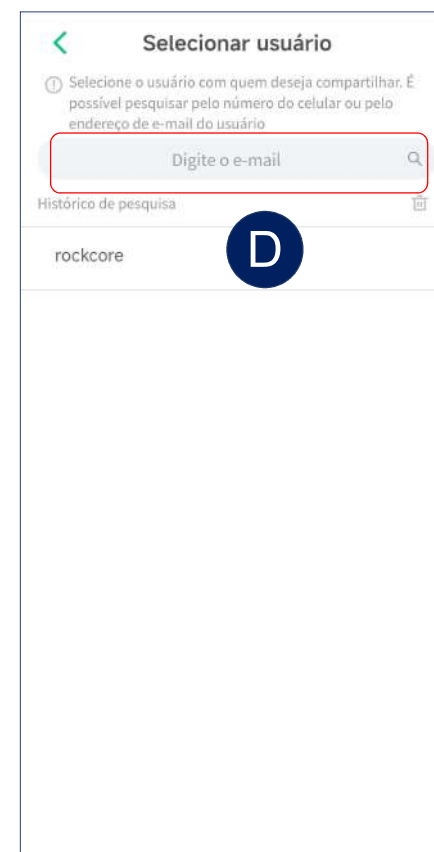 Selecionar usuário
Selecione o usuário com quem deseja compartilhar. É
possível pesquisar pelo número do celular ou pelo
endereço de e-mail do usuário
Digite o e-mail
Histórico de pesquisa
D
rockcore